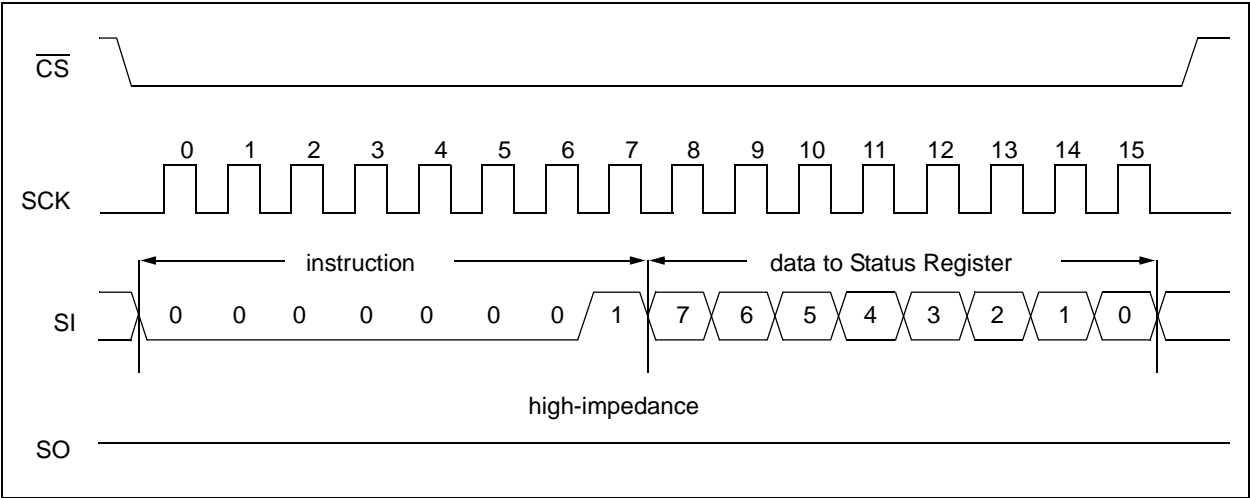 CS
0 1 2 3 4 5 6 7 8 9 10 11 12 13 14 15
SCK
instruction data to Status Register
SI 0 0 0 0 0 0 0 1 7 6 5 4 3 2 1 0
high-impedance
SO